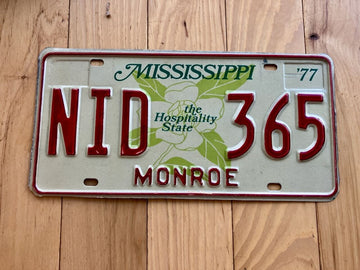 MISSISSIPPI '77
NID 365
the
Hospitality
State
MONROE